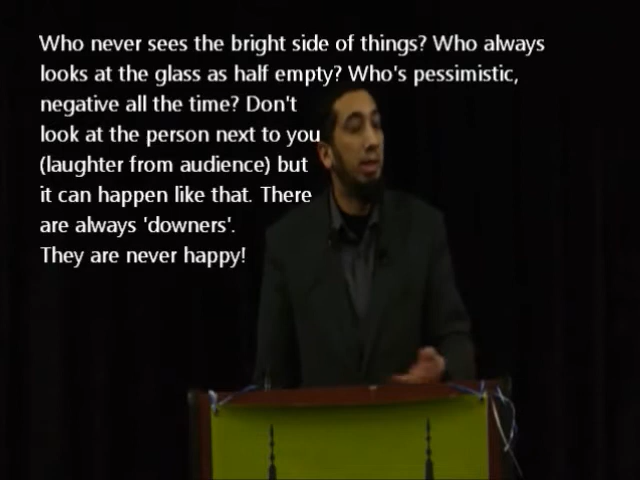 Who never sees the bright side of things? Who always
looks at the glass as half empty? Who's pessimistic,
negative all the time? Don't
look at the person next to you
(laughter from audience) but
it can happen like that. There
are always 'downers'.
They are never happy!